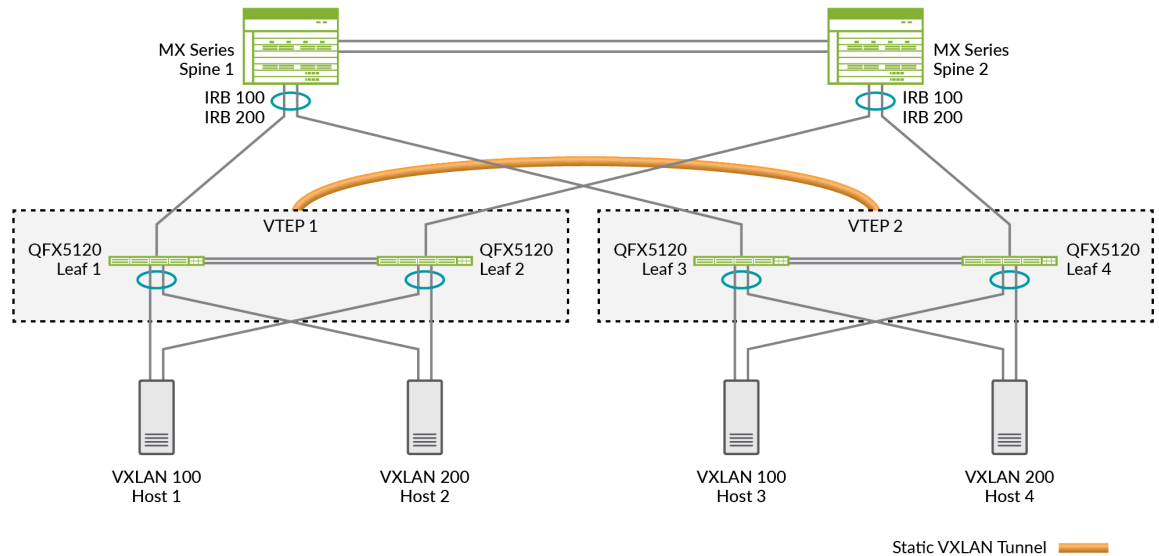 MX Series
Spine 1
MX Series
Spine 2
IRB 100
IRB 200
IRB 100
IRB 200
VTEP 1
VTEP 2
QFX5120
Leaf 1
QFX5120
Leaf 2
QFX5120
Leaf 3
QFX5120
Leaf 4
VXLAN 100
Host 1
VXLAN 200
Host 2
VXLAN 100
Host 3
VXLAN 200
Host 4
Static VXLAN Tunnel